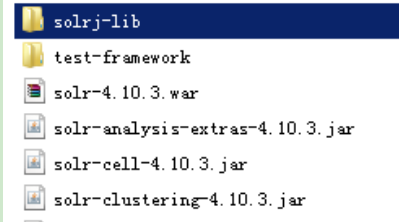 solrj-lib
test-framework
solr-4.10.3.war
solr-analysis-extras-4.10.3.jar
solr-cell-4.10.3.jar
solr-clustering-4.10.3.jar